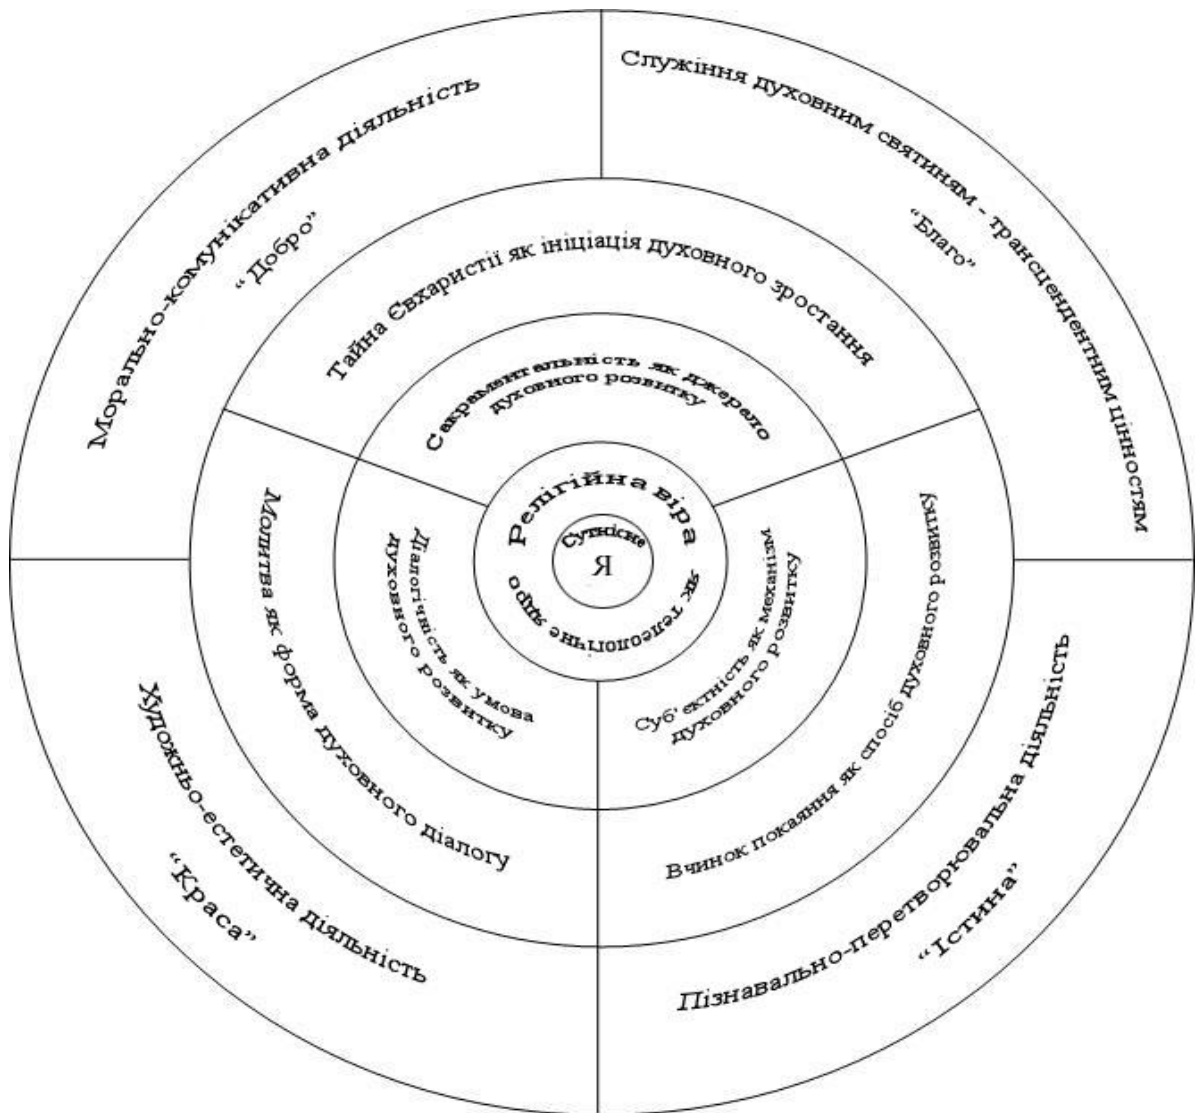 Морально-комунікативна діяльність
“ Добро”
Служіння духовним святиням - трансцендентним цінностям
“Благо”
Тайна Євхаристії як ініціація духовного зростання
Сакраментальність як джерело
духовного розвитку
Релігійна віра
як телеологічне ядро
Сутнісне
Я
Молитва як форма духовного діалогу
Діалогічність як умова
духовного розвитку
Суб’єктність як механізм
духовного розвитку
Вчинок покаяння як спосіб духовного розвитку
Художньо-естетична діяльність
“Краса”
Пізнавально-перетворювальна діяльність
“Істина”